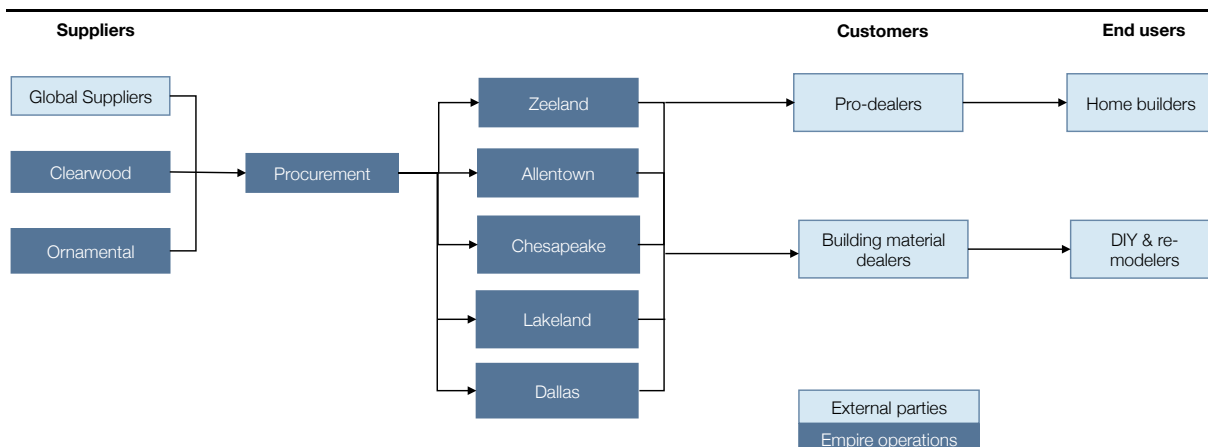 Suppliers
Customers
End users
Global Suppliers
Zeeland
Pro-dealers
Home builders
Clearwood
Procurement
Allentown
Ornamental
Chesapeake
Building material
dealers
DIY & re-
modelers
Lakeland
Dallas
External parties
Empire operations